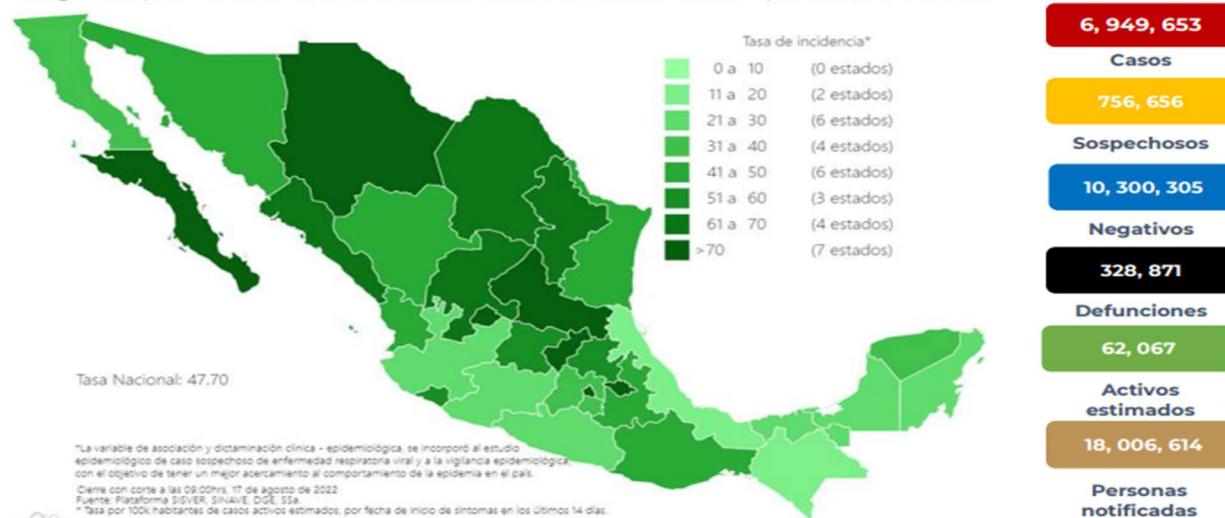 Tasa de incidencia*
0 a 10 (0 estados)
11 a 20 (2 estados)
21 a 30 (6 estados)
31 a 40 (4 estados)
41 a 50 (6 estados)
51 a 60 (3 estados)
61 a 70 (4 estados)
>70 (7 estados)
Tasa Nacional: 47.70
*La variable de asociación y dictaminación clínica - epidemiológica, se incorporó al estudio
epidemiológico de caso sospechoso de enfermedad respiratoria viral y a la vigilancia epidemiológica,
con el objetivo de tener un mejor acercamiento al comportamiento de la epidemia en el país.
Cierre con corte a las 09:00hrs, 17 de agosto de 2022
Fuente: Plataforma SISVER, SINAVE, DGE, SSa.
* Tasa por 100k habitantes de casos activos estimados, por fecha de inicio de síntomas en los últimos 14 días.
6, 949, 653
Casos
756, 656
Sospechosos
10, 300, 305
Negativos
328, 871
Defunciones
62, 067
Activos
estimados
18, 006, 614
Personas
notificadas